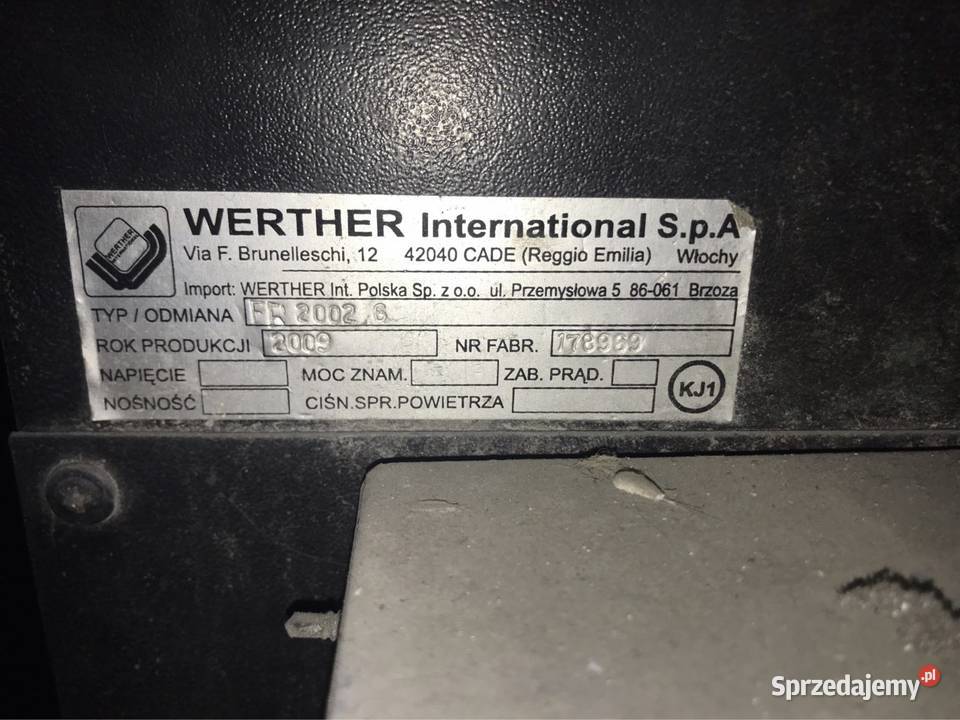 WERTHER International S.p.A
WERTHER
INTERNATIONAL
Via F. Brunelleschi, 12 42040 CADE (Reggio Emilia) Włochy
Import: WERTHER Int. Polska Sp. z o.o. ul. Przemysłowa 5 86-061 Brzoza
TYP / ODMIANA 2002.6
ROK PRODUKCJI 2009 NR FABR. 178969
NAPIĘCIE MOC ZNAM. ZAB. PRĄD.
NOŚNOŚĆ CIŚN.SPR.POWIETRZA KJ1
Sprzedajemy.pl